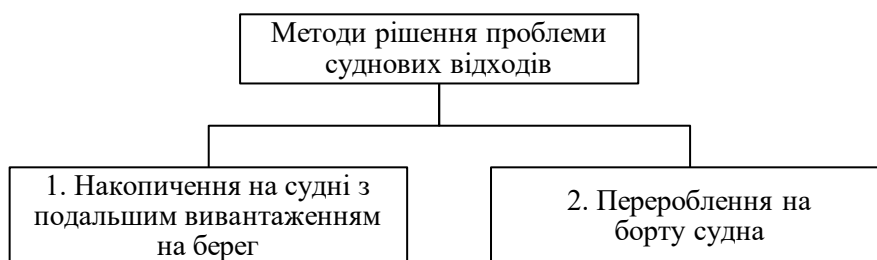 Методи рішення проблеми
суднових відходів
1. Накопичення на судні з
подальшим вивантаженням
на берег
2. Перероблення на
борту судна